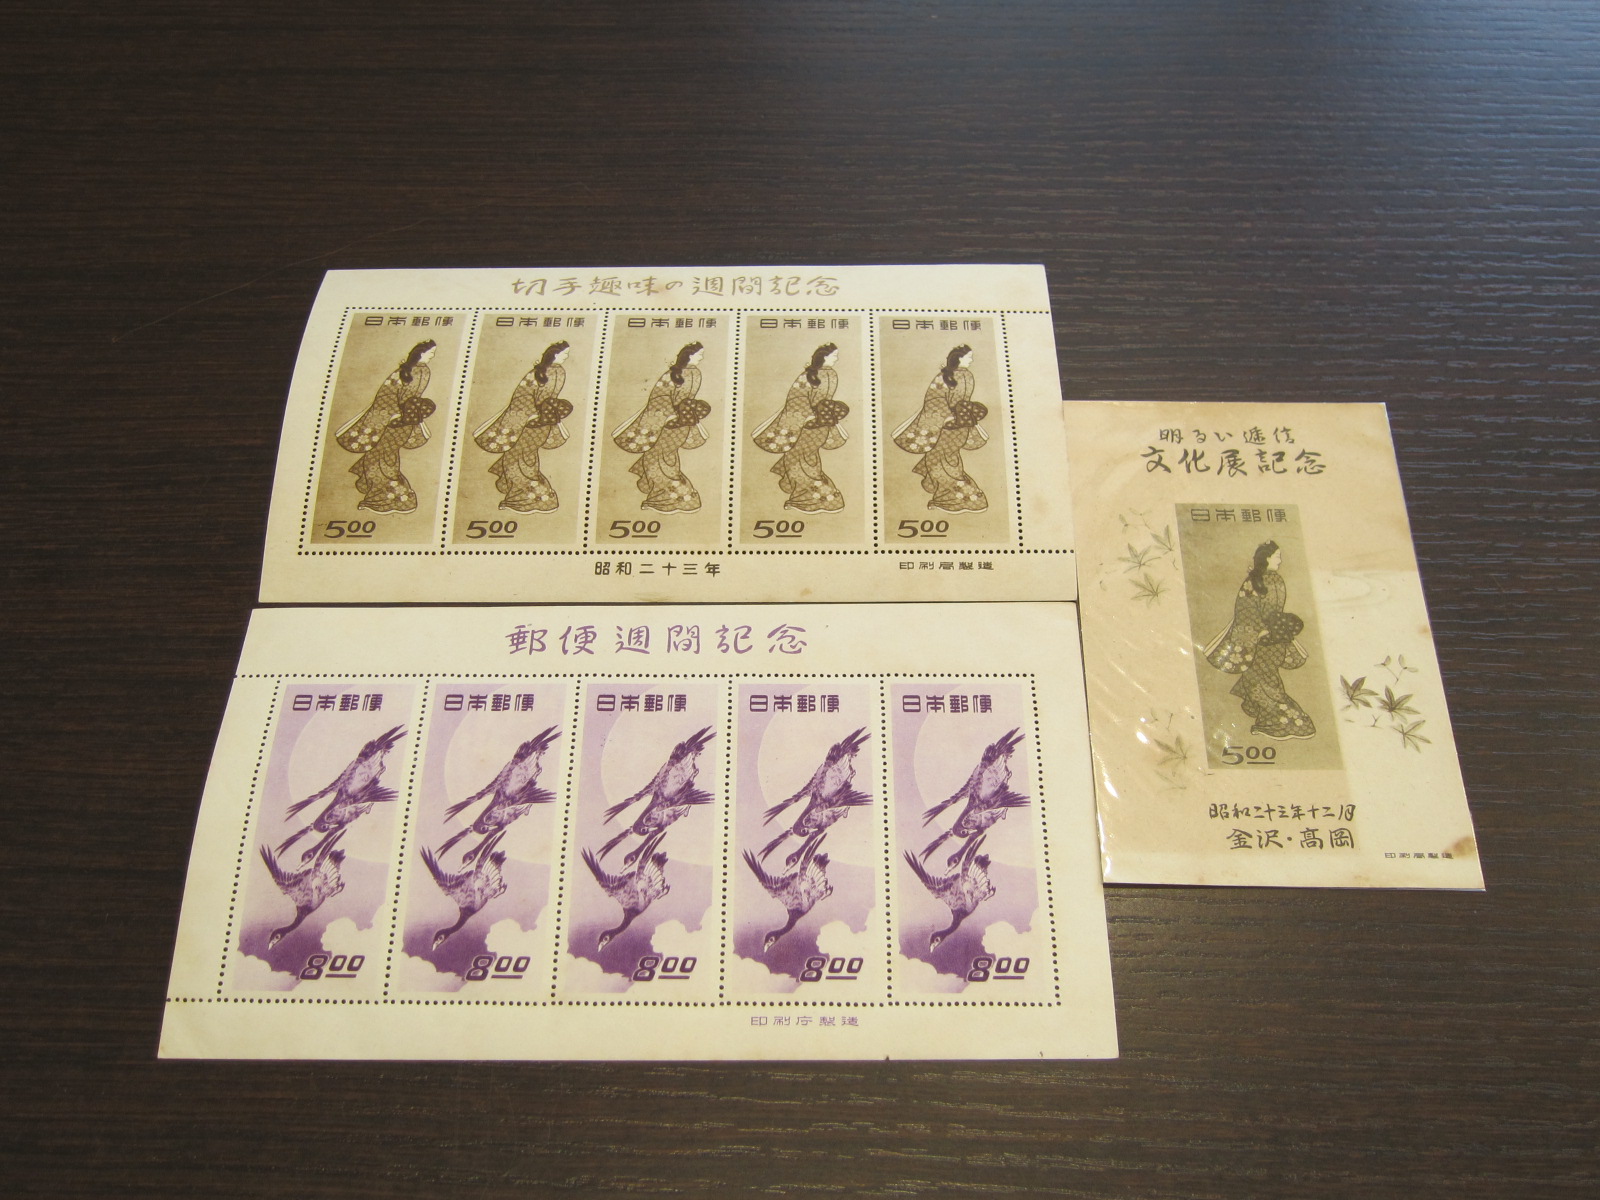 切手趣味の週間記念
日本郵便 日本郵便 日本郵便 日本郵便 日本郵便
5.00 5.00 5.00 5.00 5.00
昭和二十三年
印刷局製造
郵便週間記念
日本郵便 日本郵便 日本郵便 日本郵便 日本郵便
8.00 8.00 8.00 8.00 8.00
印刷庁製造
明るい逓信
文化展記念
日本郵便
5.00
昭和二十三年十二月
金沢・高岡
印刷局製造